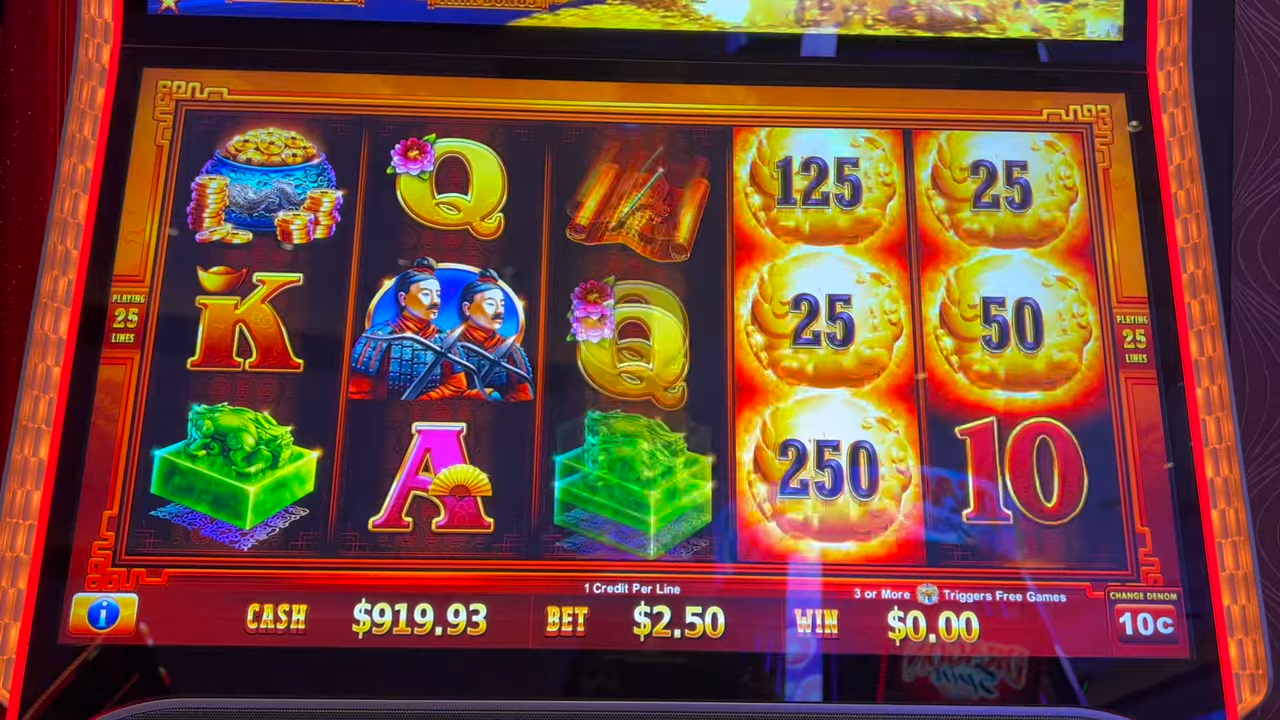 Q
125
25
PLAYING
25
LINES
K
Q
25
50
PLAYING
25
LINES
A
250
10
1 Credit Per Line
3 or More Triggers Free Games
CHANGE DENOM
10¢
i
CASH $919.93 BET $2.50 WIN $0.00